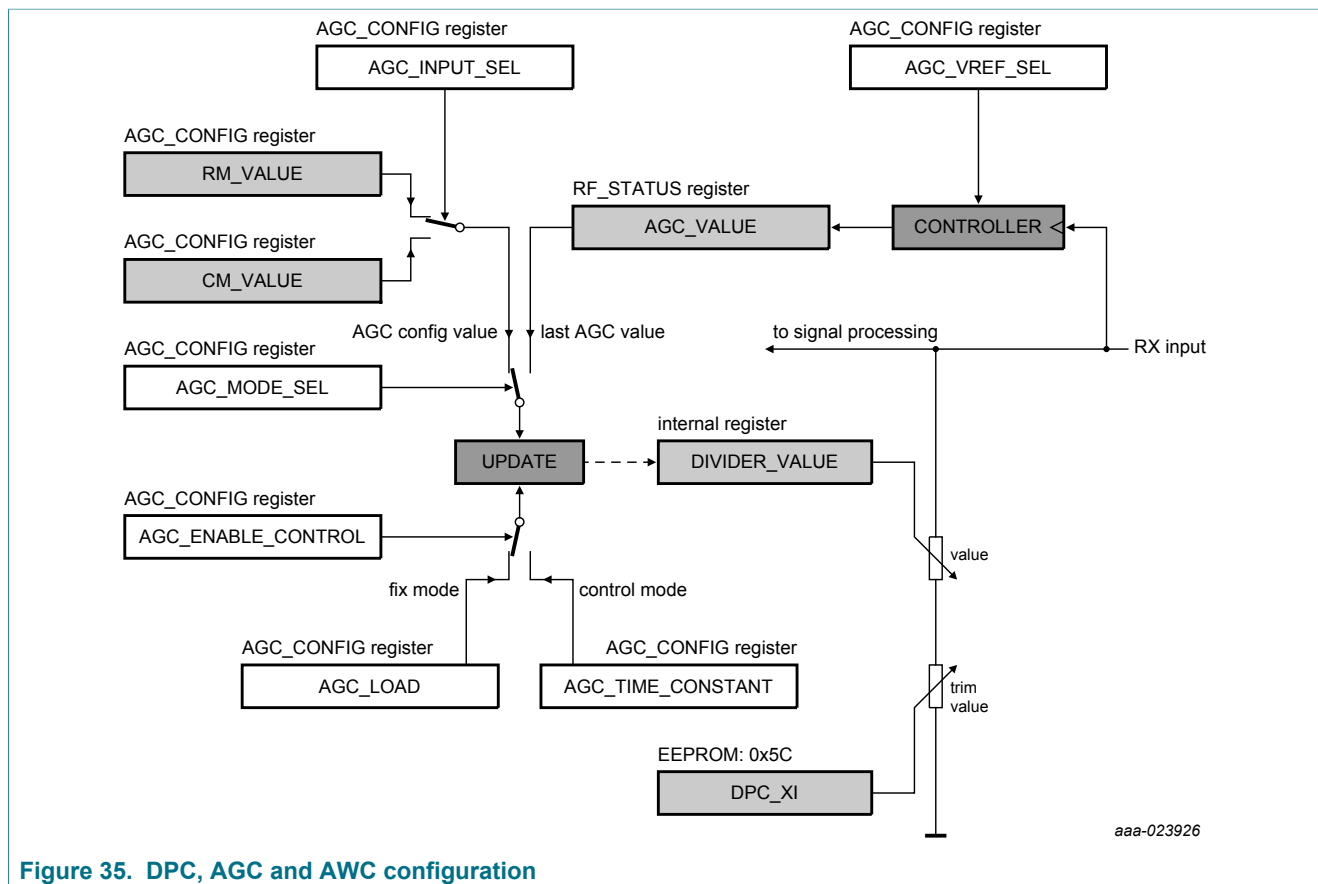 AGC_CONFIG register
AGC_INPUT_SEL
AGC_CONFIG register
AGC_VREF_SEL
AGC_CONFIG register
RM_VALUE
RF_STATUS register
AGC_VALUE
CONTROLLER
AGC_CONFIG register
CM_VALUE
AGC config value
last AGC value
to signal processing
RX input
AGC_CONFIG register
AGC_MODE_SEL
UPDATE
internal register
DIVIDER_VALUE
AGC_CONFIG register
AGC_ENABLE_CONTROL
value
fix mode
control mode
AGC_CONFIG register
AGC_LOAD
AGC_CONFIG register
AGC_TIME_CONSTANT
trim
value
EEPROM: 0x5C
DPC_XI
aaa-023926
Figure 35. DPC, AGC and AWC configuration